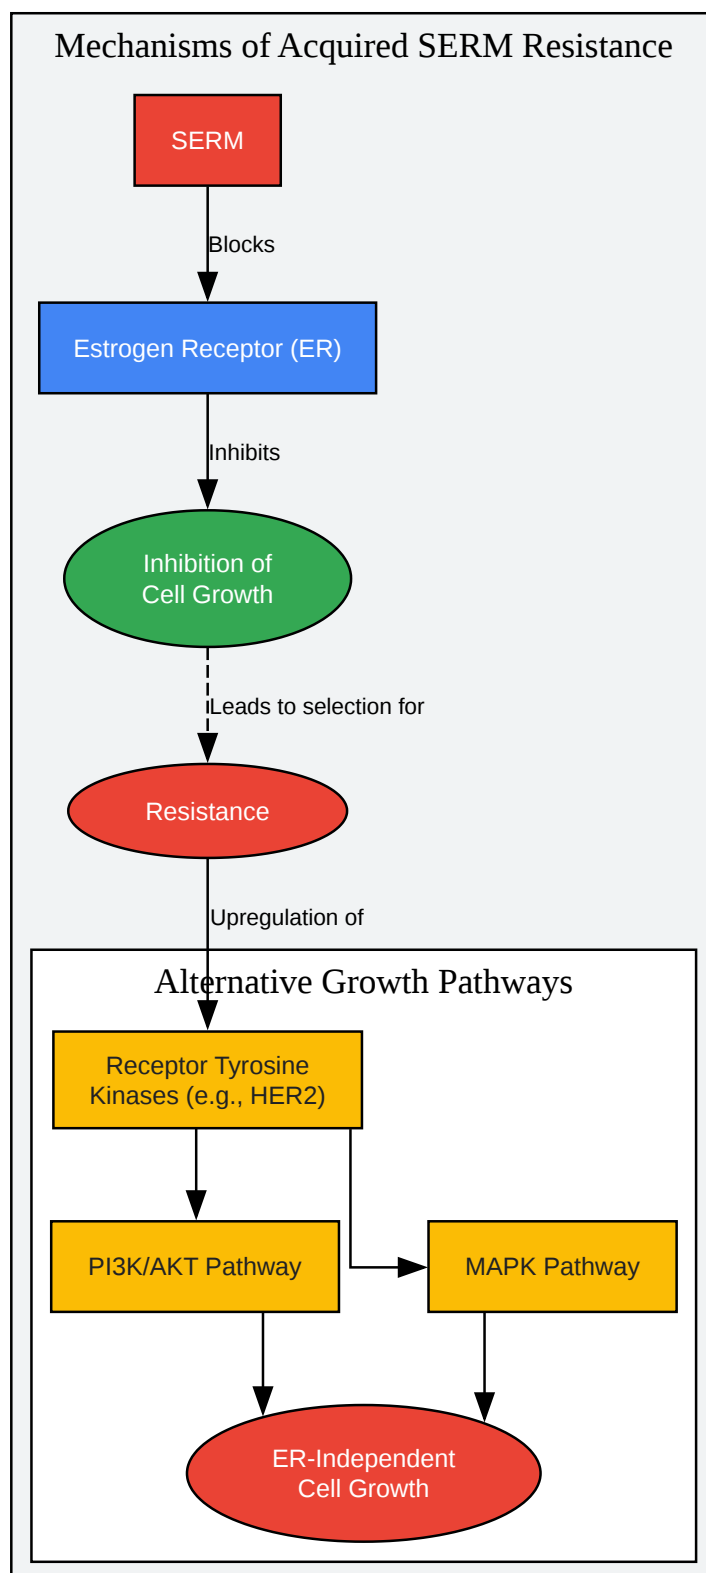 Mechanisms of Acquired SERM Resistance
SERM
Blocks
Estrogen Receptor (ER)
Inhibits
Inhibition of
Cell Growth
Leads to selection for
Resistance
Upregulation of
Alternative Growth Pathways
Receptor Tyrosine
Kinases (e.g., HER2)
PI3K/AKT Pathway
MAPK Pathway
ER-Independent
Cell Growth